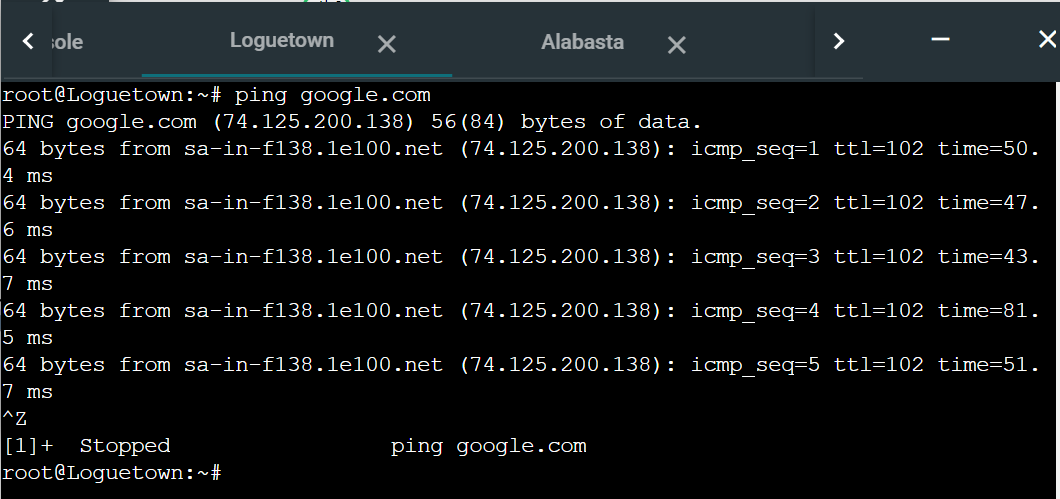 sole Loguetown Alabasta
root@Loguetown:~# ping google.com
PING google.com (74.125.200.138) 56(84) bytes of data.
64 bytes from sa-in-f138.1e100.net (74.125.200.138): icmp_seq=1 ttl=102 time=50.
4 ms
64 bytes from sa-in-f138.1e100.net (74.125.200.138): icmp_seq=2 ttl=102 time=47.
6 ms
64 bytes from sa-in-f138.1e100.net (74.125.200.138): icmp_seq=3 ttl=102 time=43.
7 ms
64 bytes from sa-in-f138.1e100.net (74.125.200.138): icmp_seq=4 ttl=102 time=81.
5 ms
64 bytes from sa-in-f138.1e100.net (74.125.200.138): icmp_seq=5 ttl=102 time=51.
7 ms
^Z
[1]+  Stopped                 ping google.com
root@Loguetown:~#